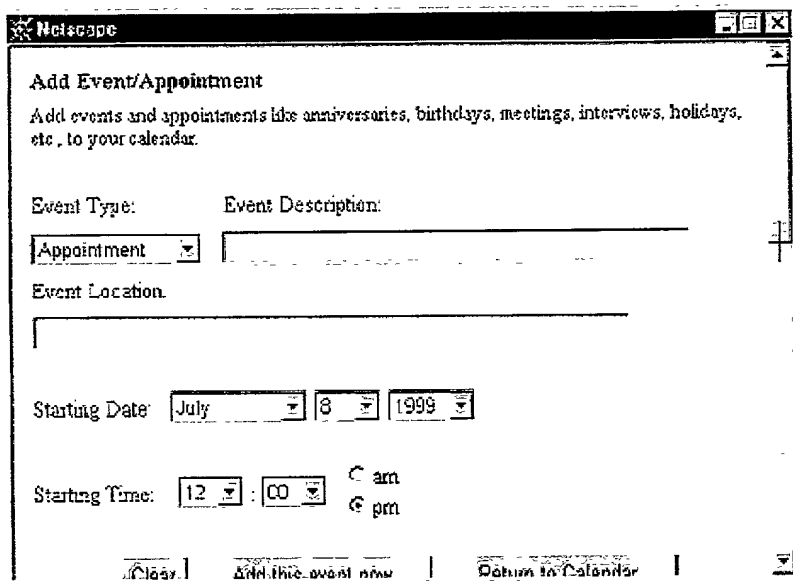 Netscape
Add Event/Appointment
Add events and appointments like anniversaries, birthdays, meetings, interviews, holidays,
etc., to your calendar.
Event Type: Event Description:
Appointment
Event Location:
Starting Date: July 8 1999
Starting Time: 12 : 00 am
pm
Clear Add this event now Return to Calendar